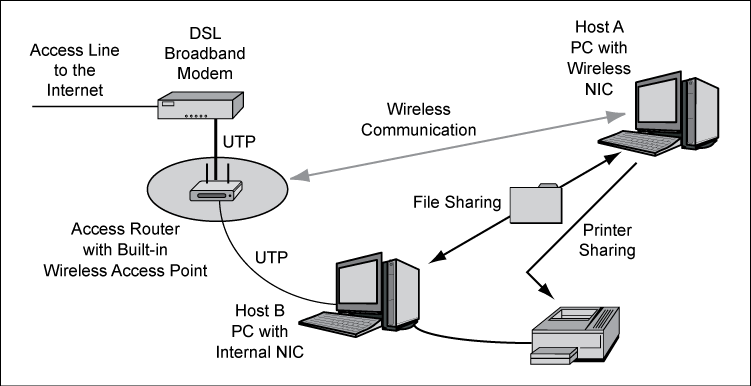 Access Line
to the
Internet
DSL
Broadband
Modem
Host A
PC with
Wireless
NIC
Wireless
Communication
UTP
File Sharing
Printer
Sharing
Access Router
with Built-in
Wireless Access Point
UTP
Host B
PC with
Internal NIC